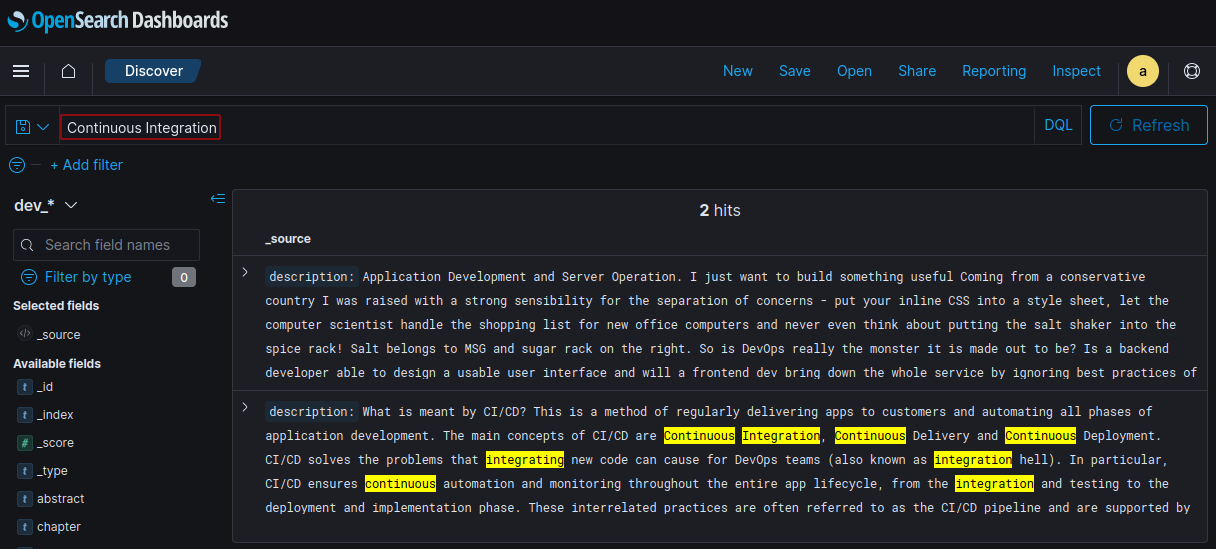 OpenSearch Dashboards
Discover
New Save Open Share Reporting Inspect a
Continuous Integration DQL Refresh
+ Add filter
dev_*
Search field names
Filter by type 0
Selected fields
</> _source
Available fields
t _id
t _index
# _score
t _type
t abstract
t chapter
2 hits
_source
description: Application Development and Server Operation. I just want to build something useful Coming from a conservative
country I was raised with a strong sensibility for the separation of concerns - put your inline CSS into a style sheet, let the
computer scientist handle the shopping list for new office computers and never even think about putting the salt shaker into the
spice rack! Salt belongs to MSG and sugar rack on the right. So is DevOps really the monster it is made out to be? Is a backend
developer able to design a usable user interface and will a frontend dev bring down the whole service by ignoring best practices of
description: What is meant by CI/CD? This is a method of regularly delivering apps to customers and automating all phases of
application development. The main concepts of CI/CD are Continuous Integration, Continuous Delivery and Continuous Deployment.
CI/CD solves the problems that integrating new code can cause for DevOps teams (also known as integration hell). In particular,
CI/CD ensures continuous automation and monitoring throughout the entire app lifecycle, from the integration and testing to the
deployment and implementation phase. These interrelated practices are often referred to as the CI/CD pipeline and are supported by